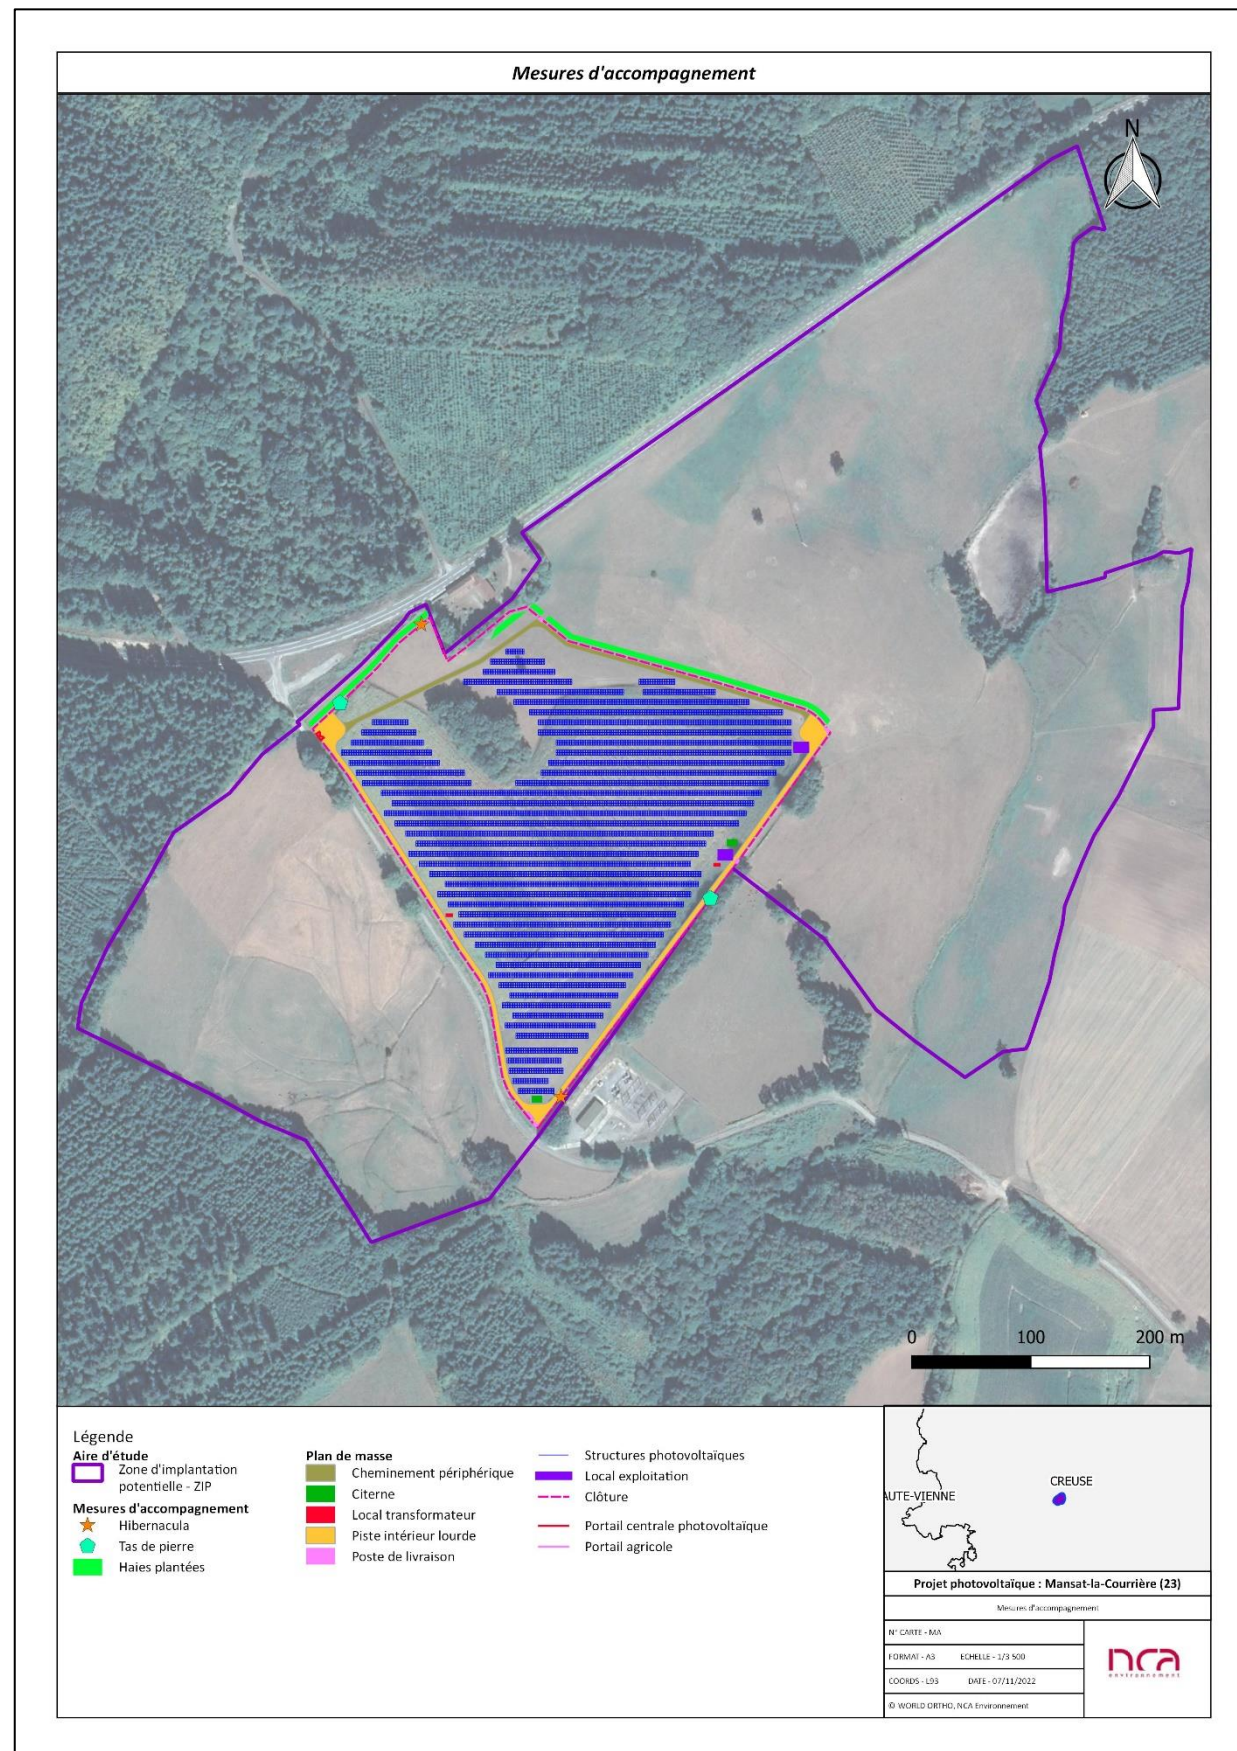 Mesures d'accompagnement
N
0 100 200 m
Légende
Aire d'étude
Zone d'implantation
potentielle - ZIP
Mesures d'accompagnement
Hibernacula
Tas de pierre
Haies plantées
Plan de masse
Cheminement périphérique
Citerne
Local transformateur
Piste intérieur lourde
Poste de livraison
Structures photovoltaïques
Local exploitation
Clôture
Portail centrale photovoltaïque
Portail agricole
CREUSE
AUTE-VIENNE
Projet photovoltaïque : Mansat-la-Courrière (23)
Mesures d'accompagnement
N° CARTE - MA
FORMAT - A3 ECHELLE - 1/3 500
COORDS - L93 DATE - 07/11/2022
© WORLD ORTHO, NCA Environnement
nca
environnement